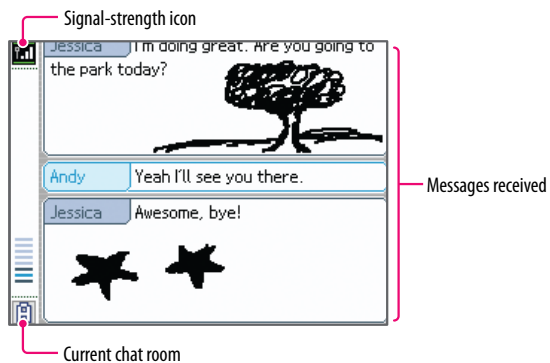 Signal-strength icon
Jessica I'm doing great. Are you going to
the park today?
Andy Yeah I'll see you there.
Messages received
Jessica Awesome, bye!
Current chat room